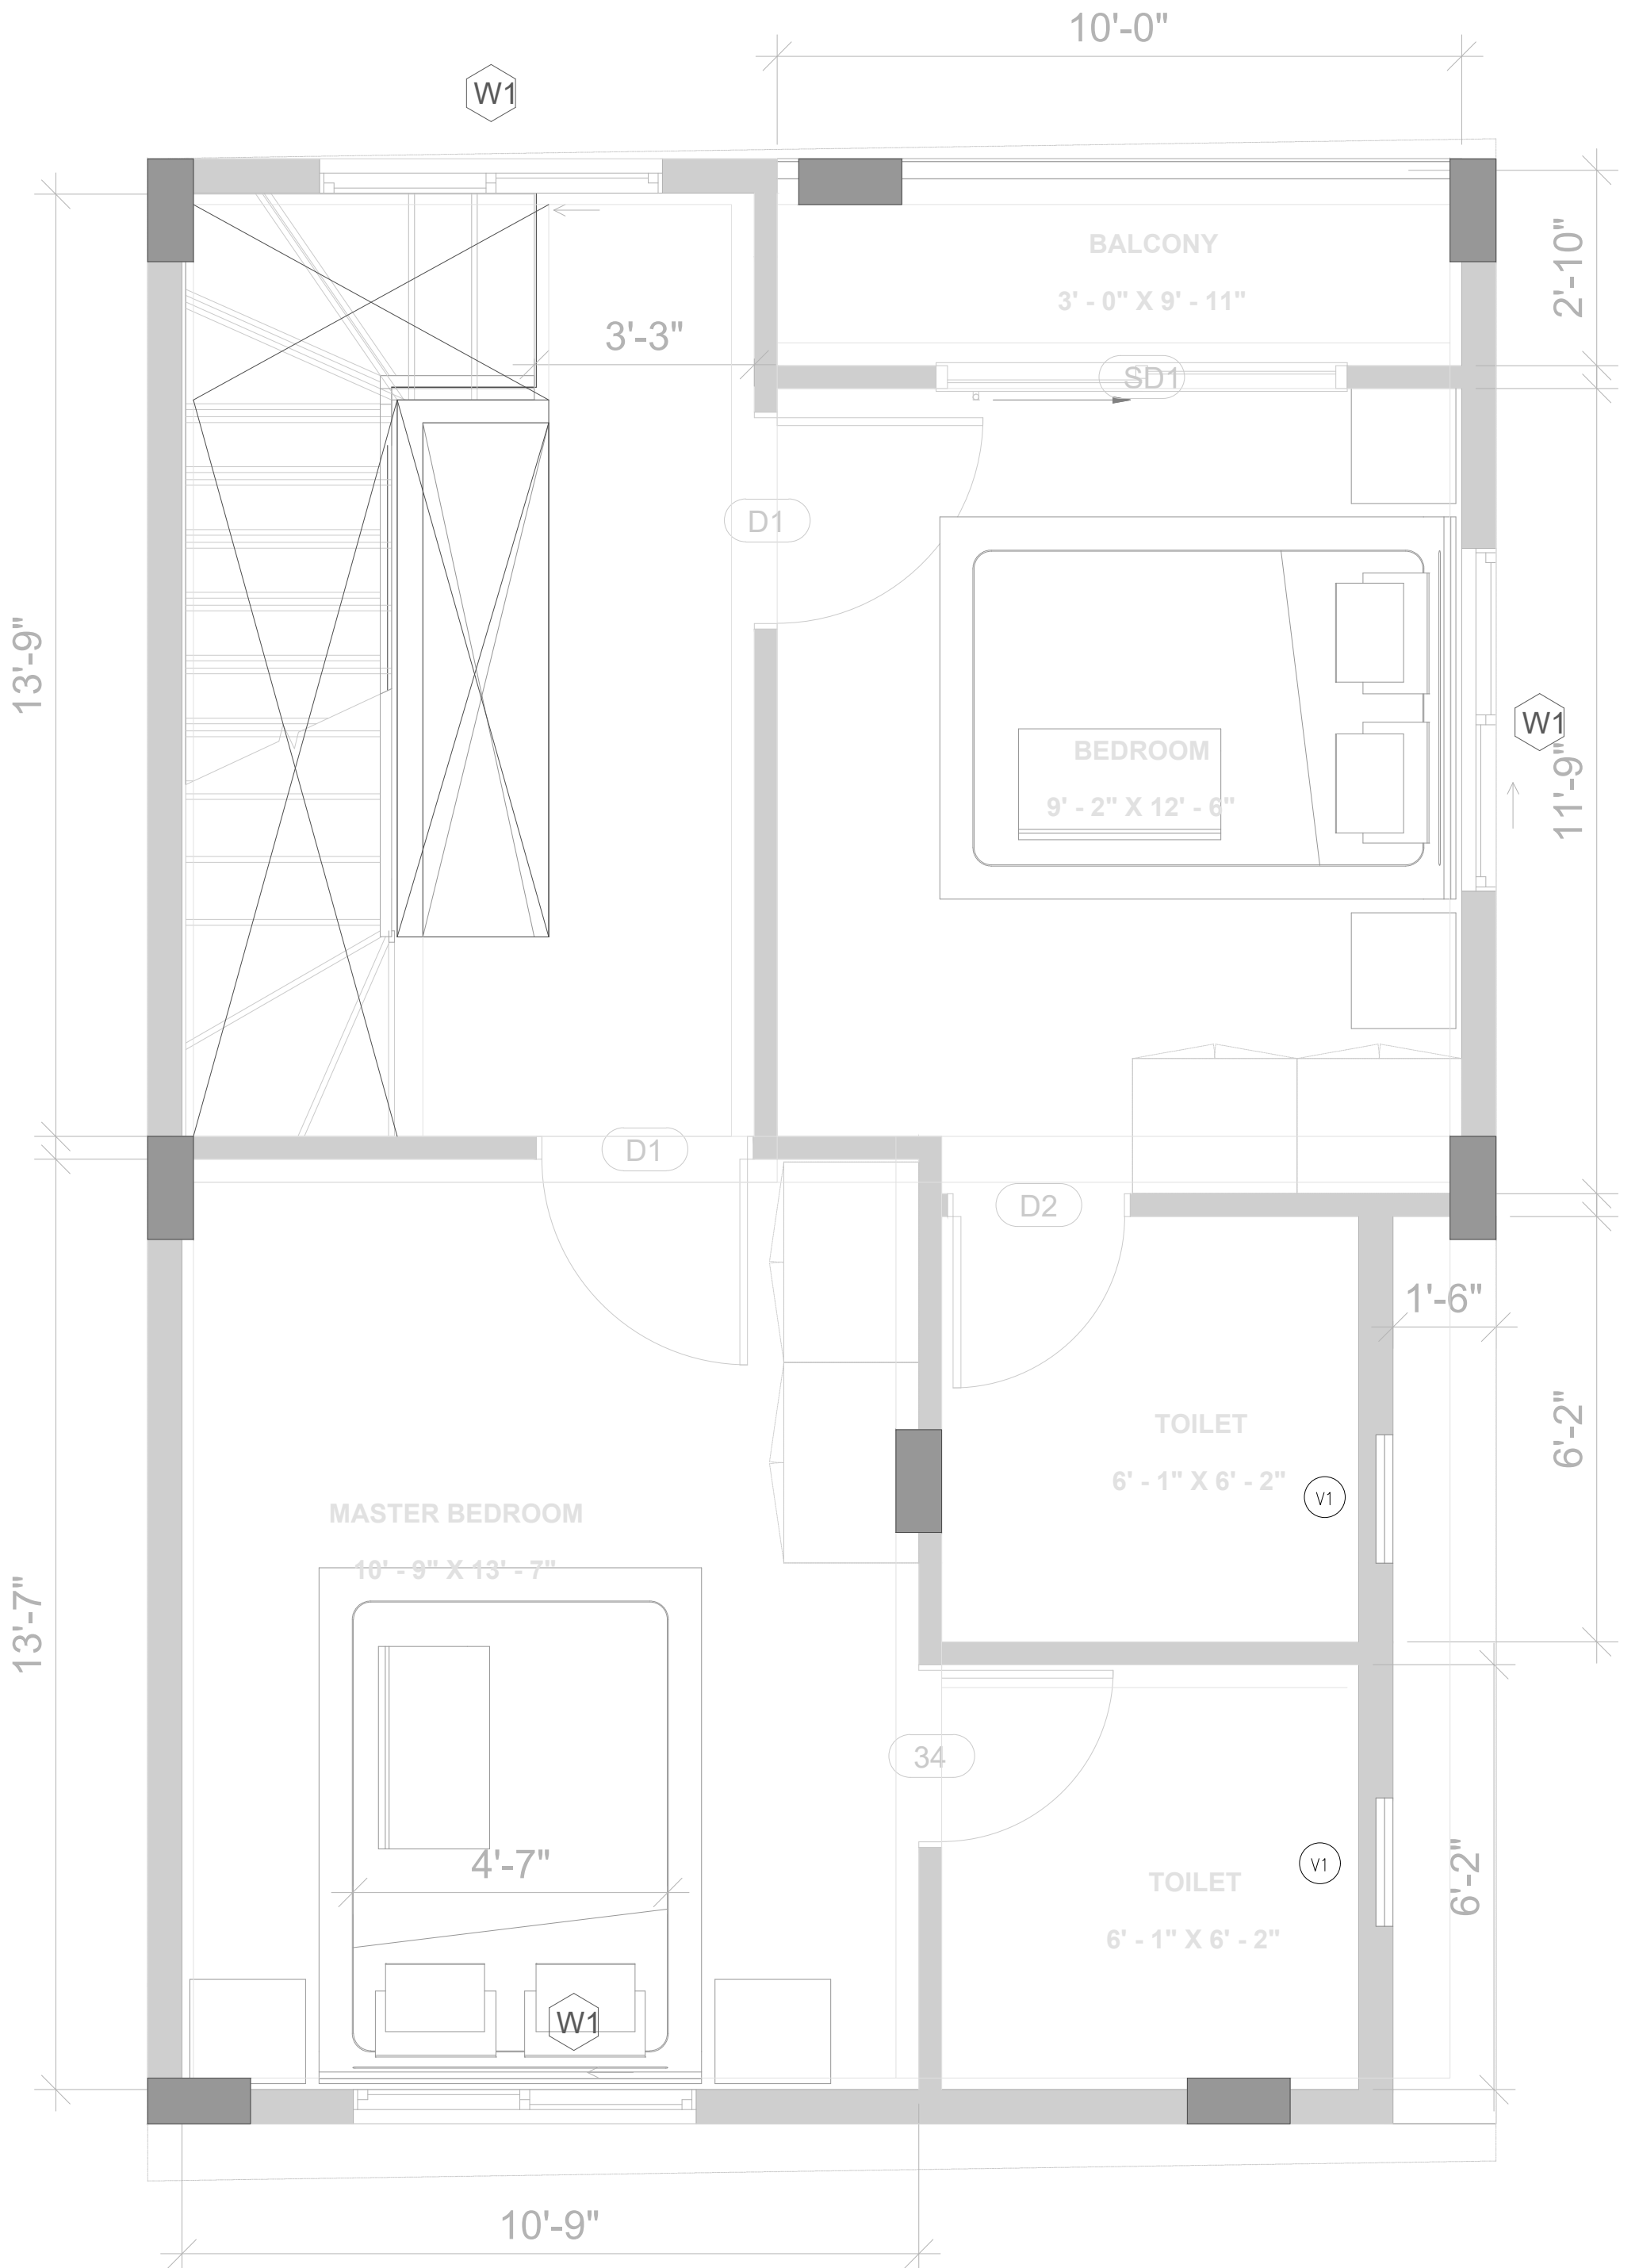 10'-0"
W1
BALCONY
3' - 0" X 9' - 11"
2'-10"
3'-3"
SD1
D1
13'-9"
W1
BEDROOM
9' - 2" X 12' - 6"
11'-9"
D1
D2
1'-6"
TOILET
6' - 1" X 6' - 2"
V1
6'-2"
MASTER BEDROOM
10' - 9" X 13' - 7"
13'-7"
34
4'-7"
V1
TOILET
6' - 1" X 6' - 2"
6'-2"
W1
10'-9"